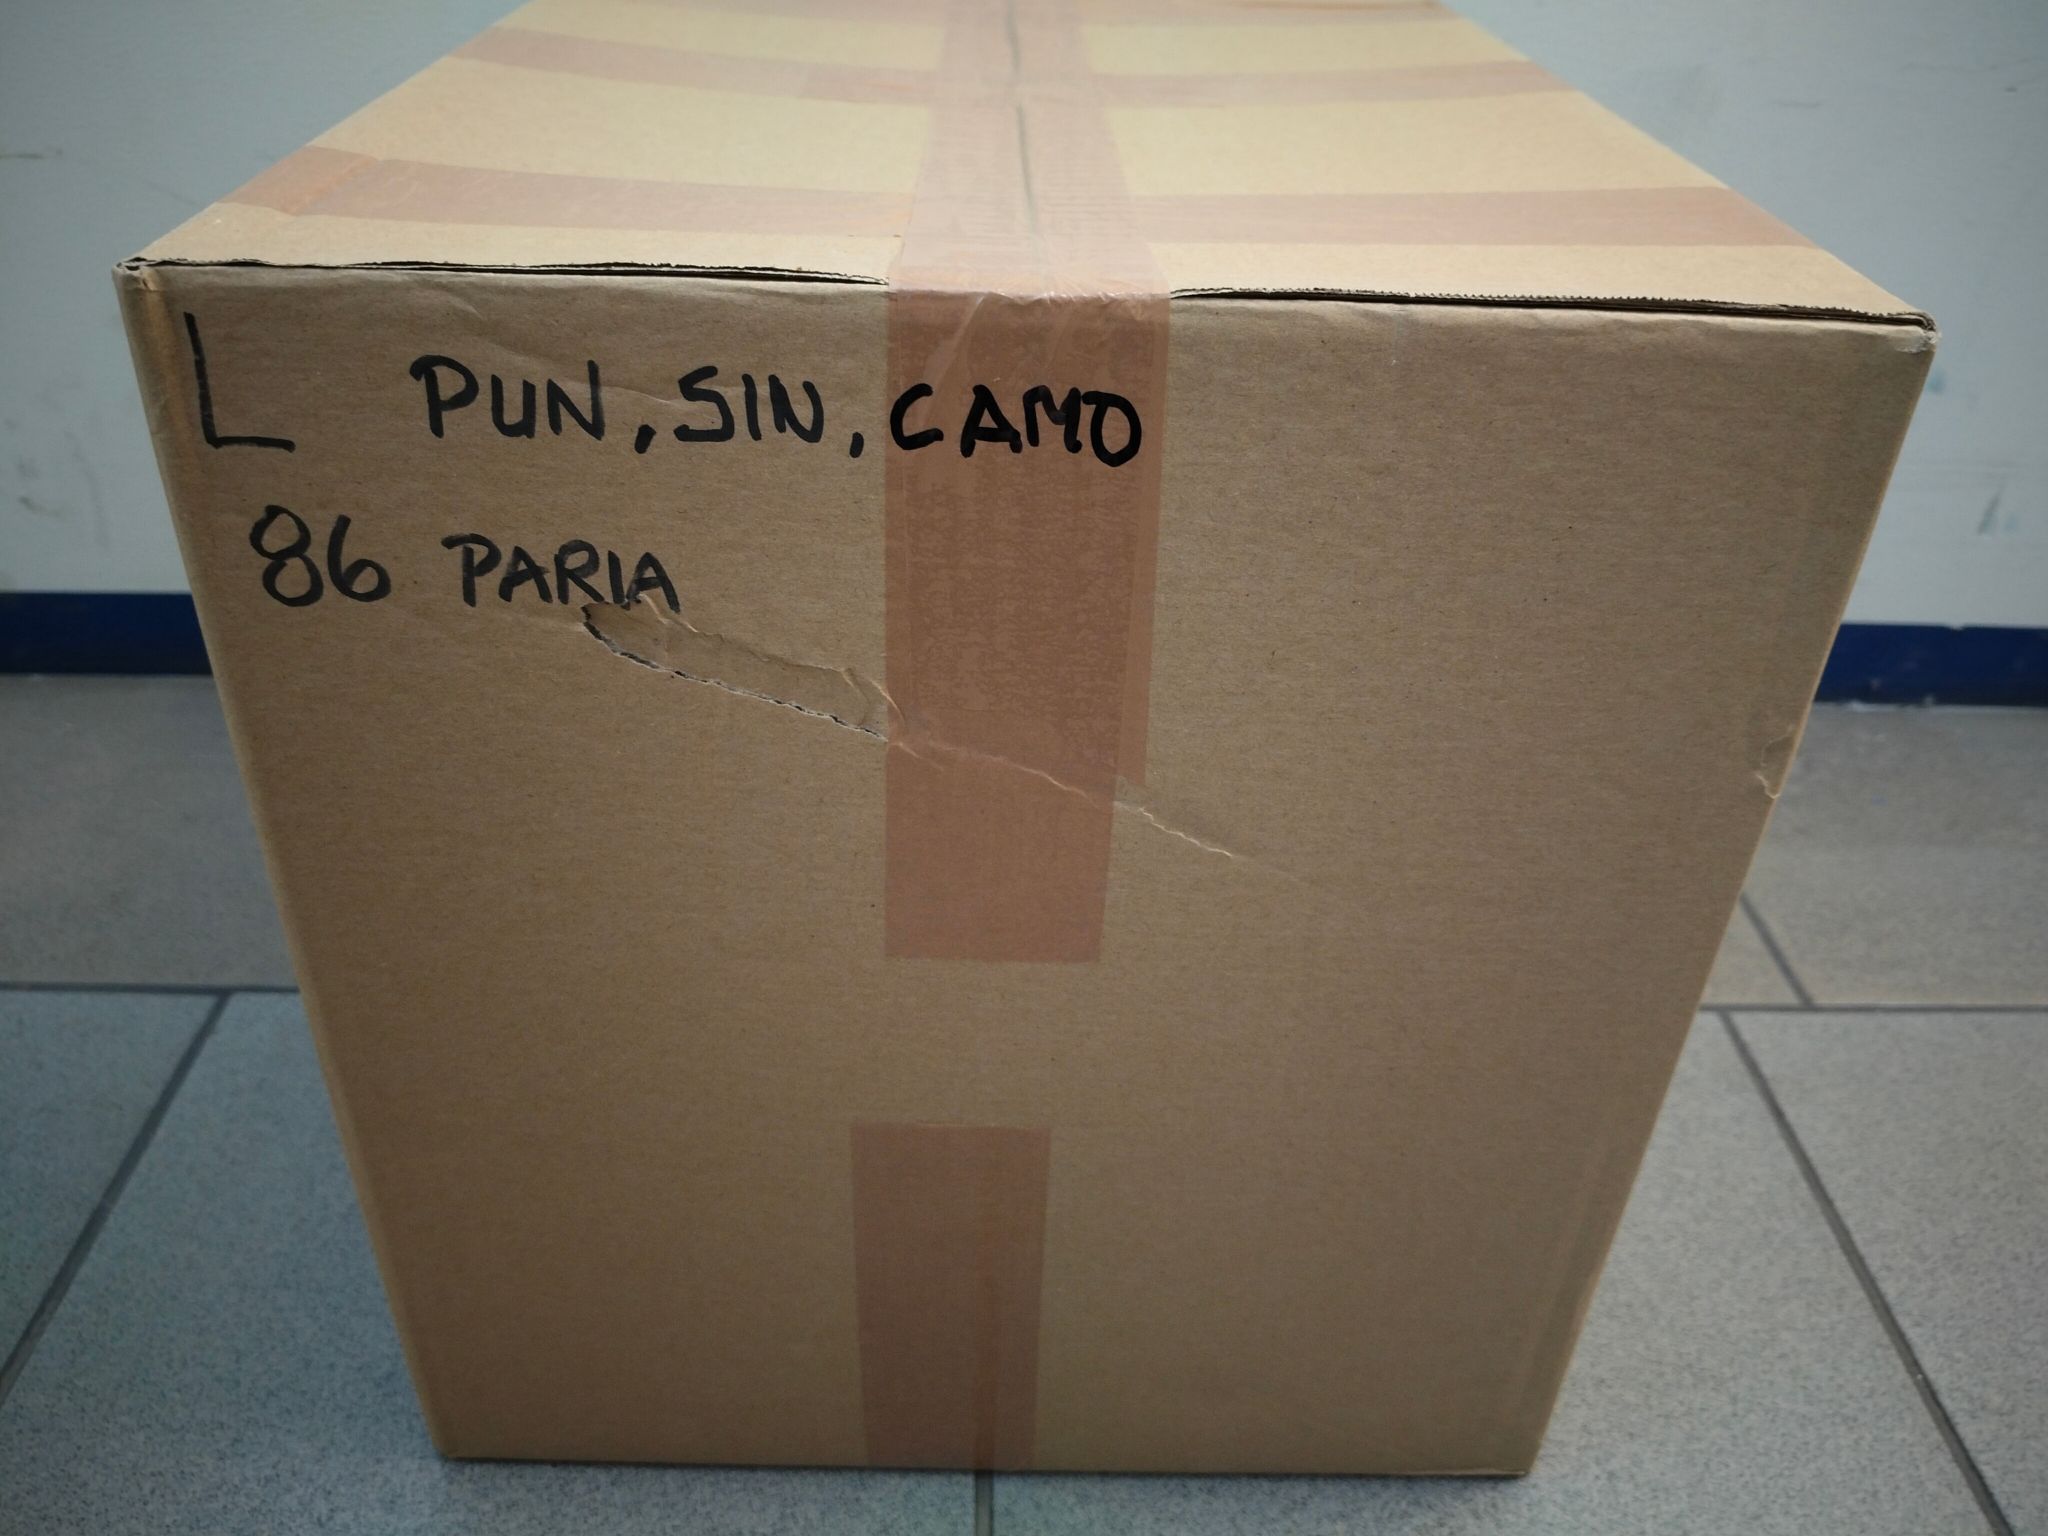 L PUN, SIN, CAMO
86 PARIA